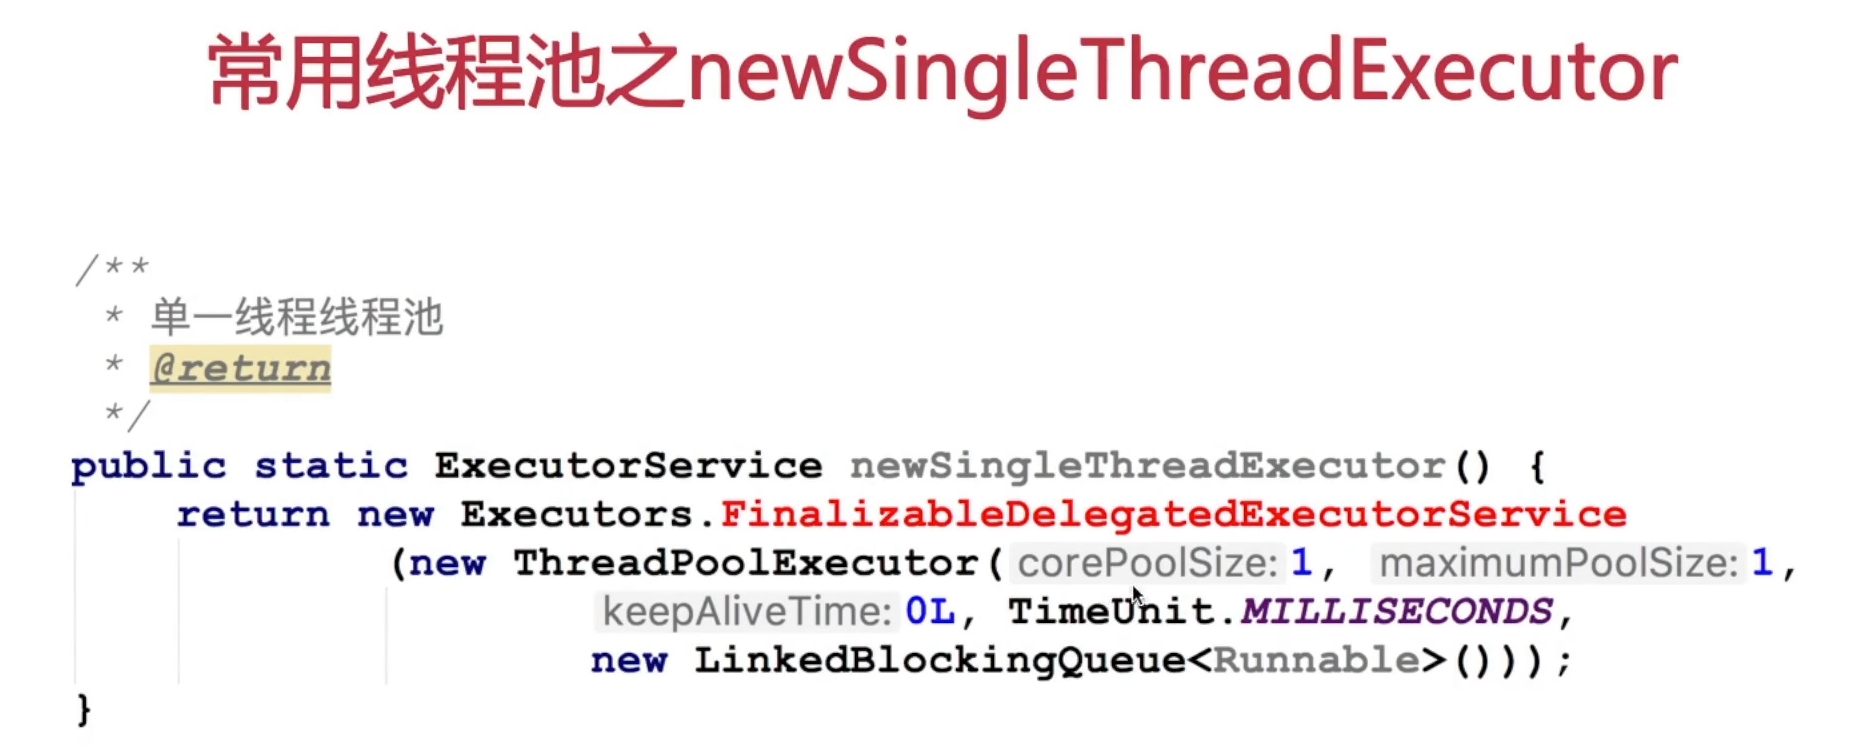 常用线程池之newSingleThreadExecutor
/**
* 单一线程线程池
* @return
*/
public static ExecutorService newSingleThreadExecutor() {
return new Executors.FinalizableDelegatedExecutorService
(new ThreadPoolExecutor( corePoolSize: 1, maximumPoolSize: 1,
keepAliveTime: 0L, TimeUnit.MILLISECONDS,
new LinkedBlockingQueue<Runnable>()));
}